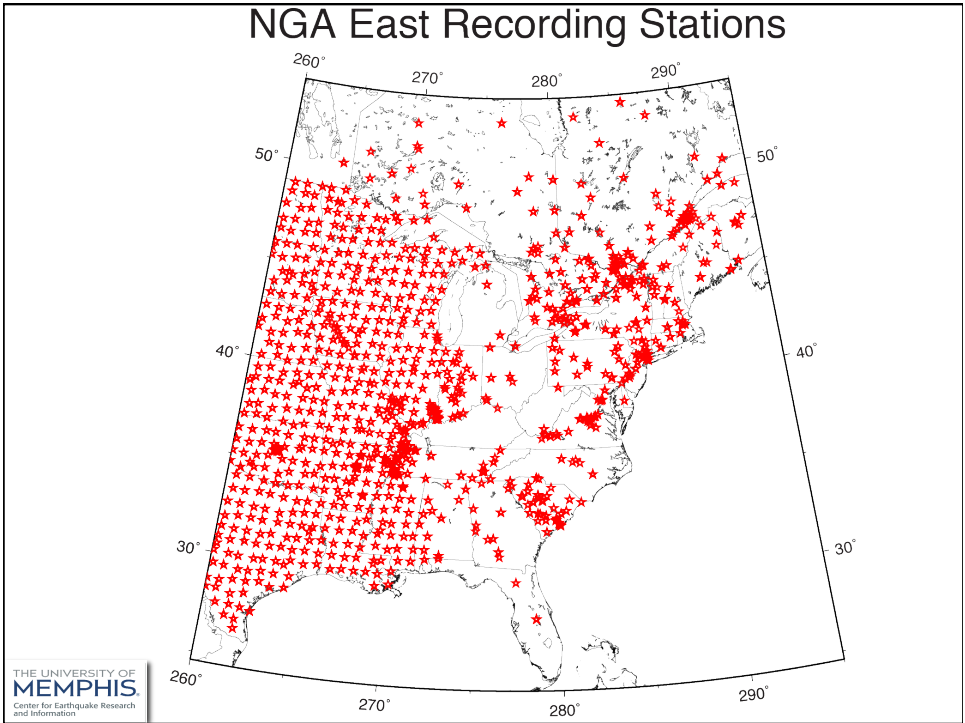 NGA East Recording Stations
260°
270°
280°
290°
50°
50°
40°
40°
30°
30°
260°
270°
280°
290°
THE UNIVERSITY OF
MEMPHIS.
Center for Earthquake Research
and Information